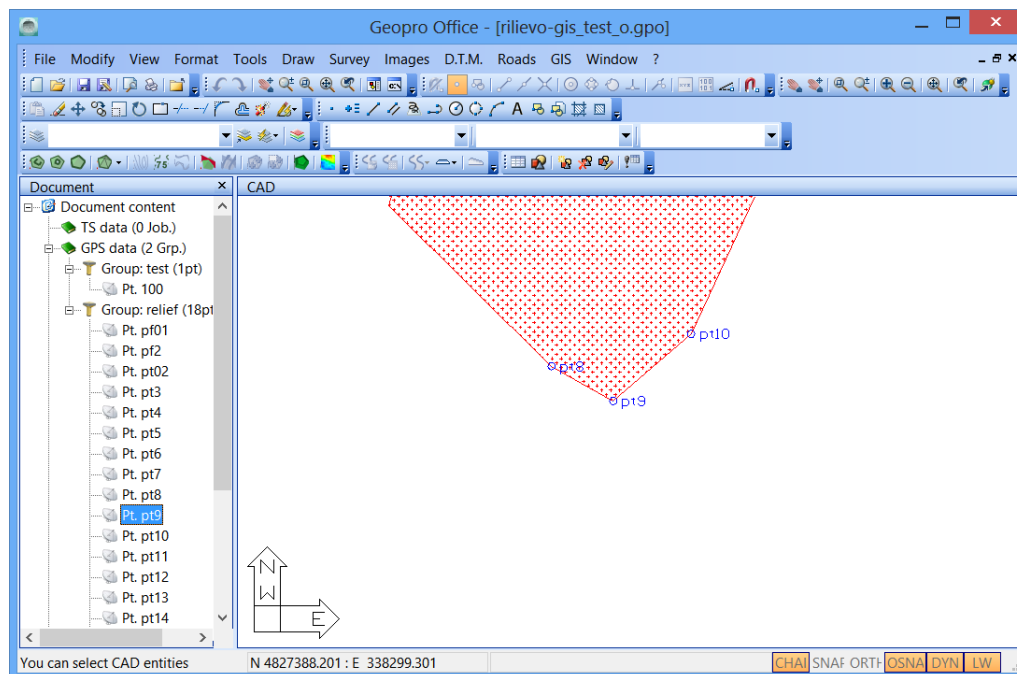 Geopro Office - [rilievo-gis_test_o.gpo]
File Modify View Format Tools Draw Survey Images D.T.M. Roads GIS Window ?
Document
CAD
Document content
TS data (0 Job.)
GPS data (2 Grp.)
Group: test (1pt)
Pt. 100
Group: relief (18pt
Pt. pf01
Pt. pf2
Pt. pt02
Pt. pt3
Pt. pt4
Pt. pt5
Pt. pt6
Pt. pt7
Pt. pt8
Pt. pt9
Pt. pt10
Pt. pt11
Pt. pt12
Pt. pt13
Pt. pt14
pt10
pt8
pt9
N
W
E
You can select CAD entities
N 4827388.201 : E 338299.301
CHAI SNAF ORTH OSNA DYN LW